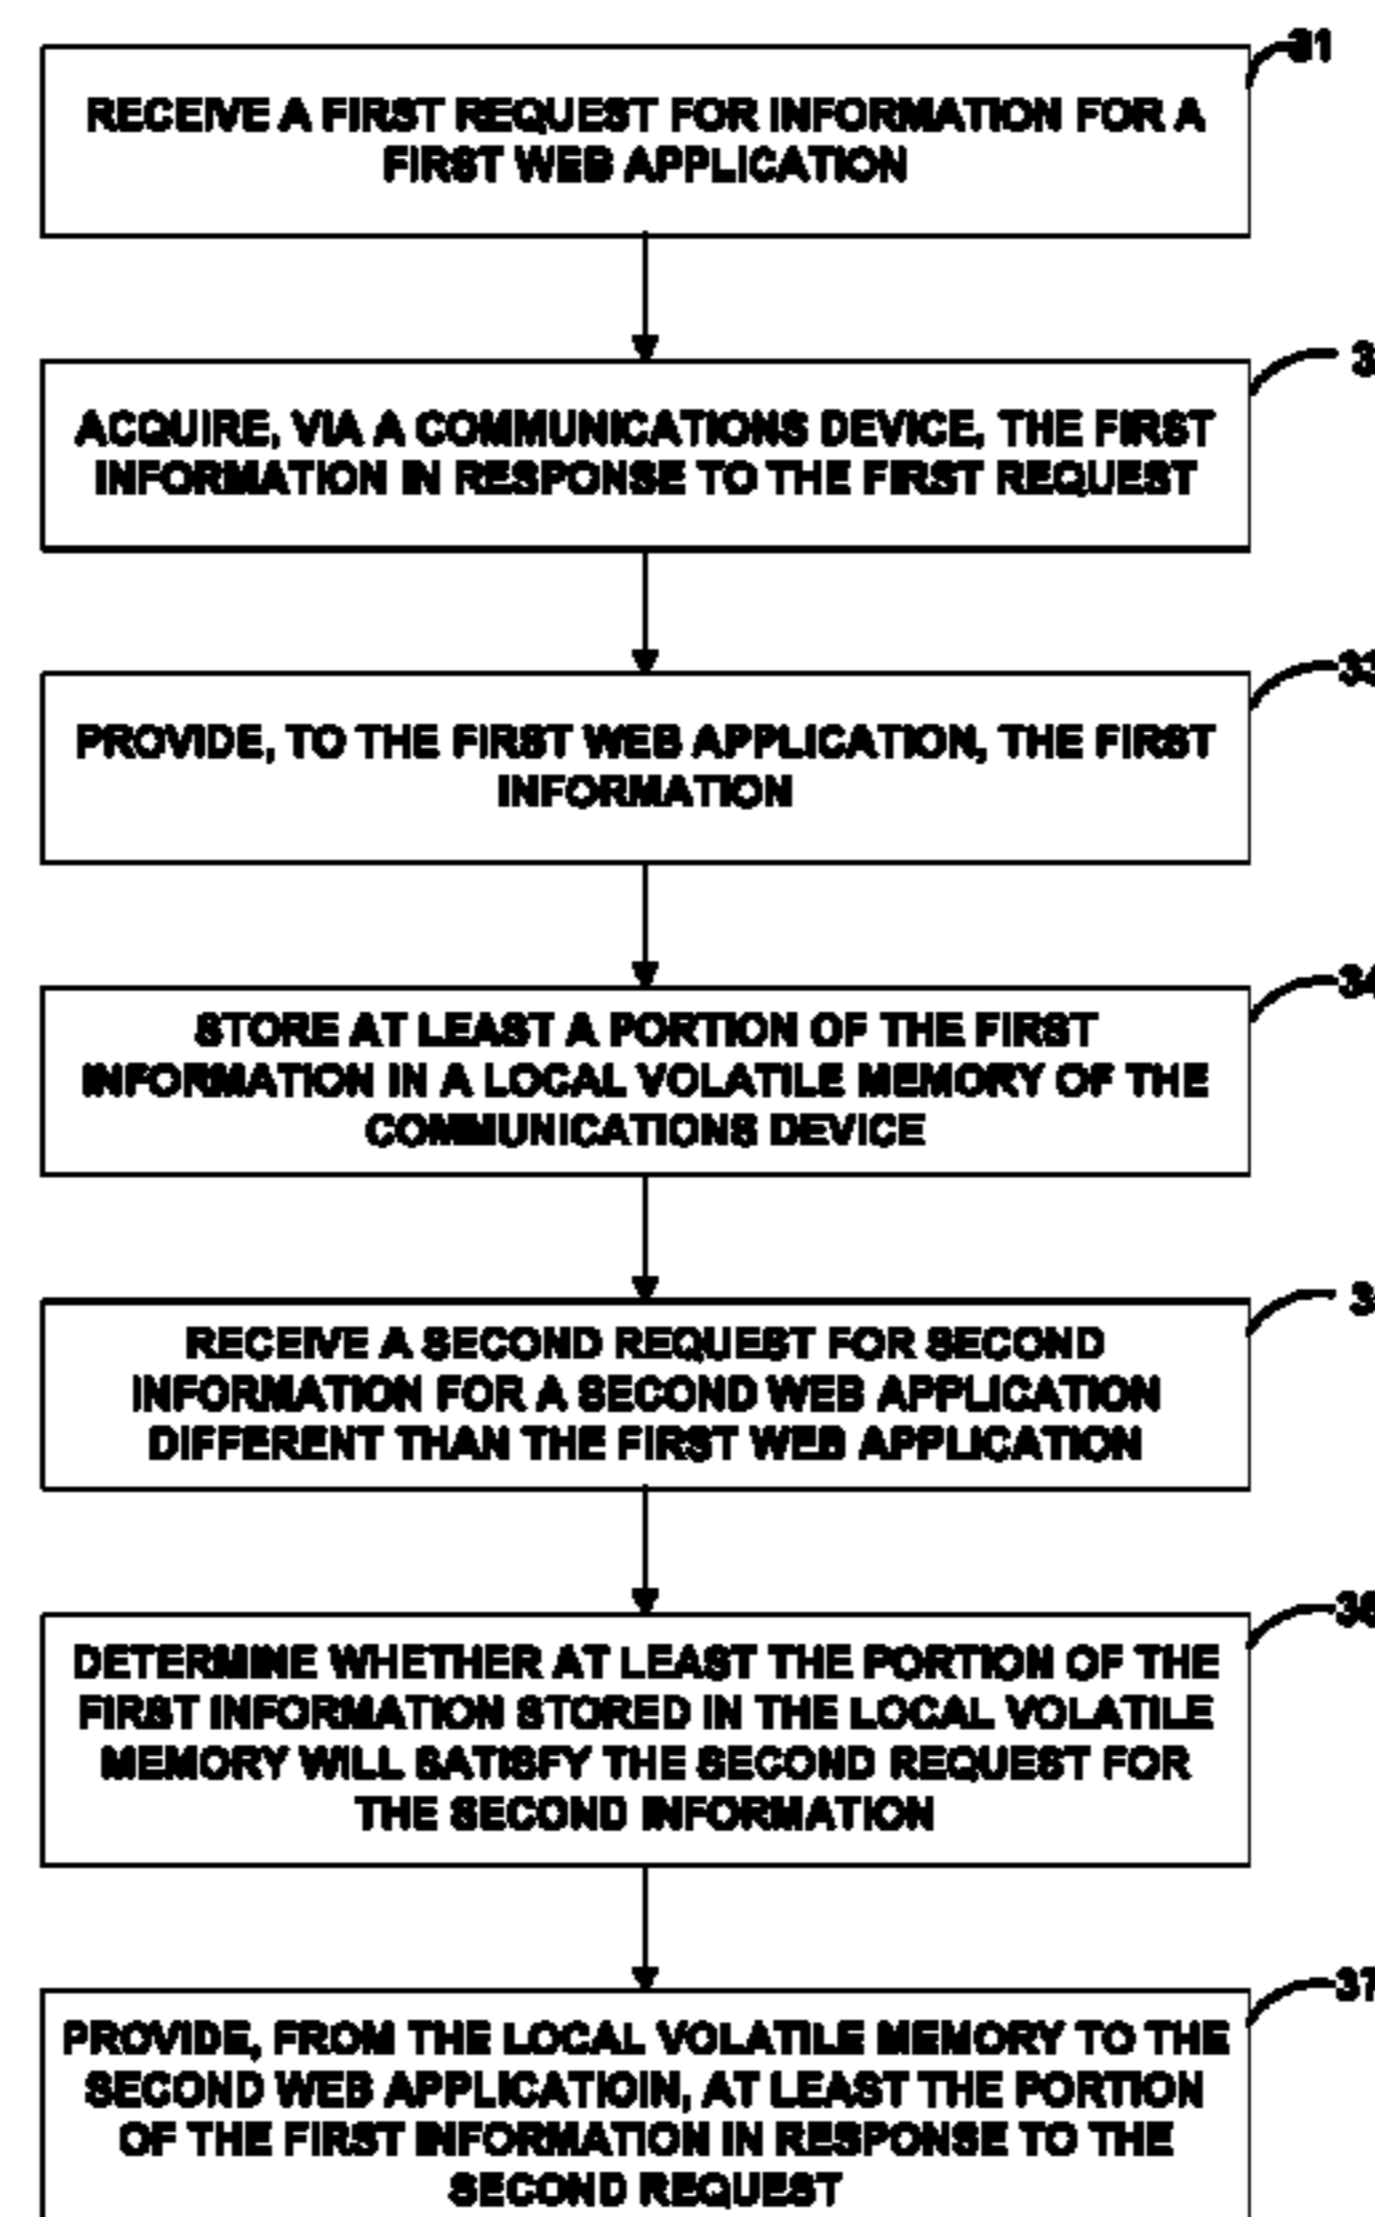 31
RECEIVE A FIRST REQUEST FOR INFORMATION FOR A
FIRST WEB APPLICATION
ACQUIRE, VIA A COMMUNICATIONS DEVICE, THE FIRST
INFORMATION IN RESPONSE TO THE FIRST REQUEST
33
PROVIDE, TO THE FIRST WEB APPLICATION, THE FIRST
INFORMATION
34
STORE AT LEAST A PORTION OF THE FIRST
INFORMATION IN A LOCAL VOLATILE MEMORY OF THE
COMMUNICATIONS DEVICE
RECEIVE A SECOND REQUEST FOR SECOND
INFORMATION FOR A SECOND WEB APPLICATION
DIFFERENT THAN THE FIRST WEB APPLICATION
36
DETERMINE WHETHER AT LEAST THE PORTION OF THE
FIRST INFORMATION STORED IN THE LOCAL VOLATILE
MEMORY WILL SATISFY THE SECOND REQUEST FOR
THE SECOND INFORMATION
37
PROVIDE, FROM THE LOCAL VOLATILE MEMORY TO THE
SECOND WEB APPLICATIOIN, AT LEAST THE PORTION
OF THE FIRST INFORMATION IN RESPONSE TO THE
SECOND REQUEST